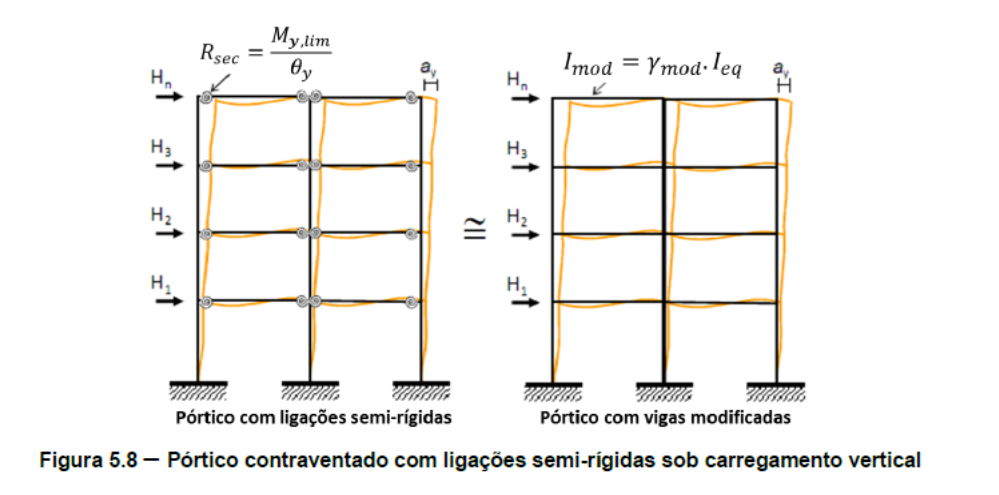 R_sec = M_y,lim / θ_y
a_y
H_n
H_3
H_2
H_1
Pórtico com ligações semi-rígidas
≅
I_mod = γ_mod . I_eq
a_y
H_n
H_3
H_2
H_1
Pórtico com vigas modificadas
Figura 5.8 — Pórtico contraventado com ligações semi-rígidas sob carregamento vertical